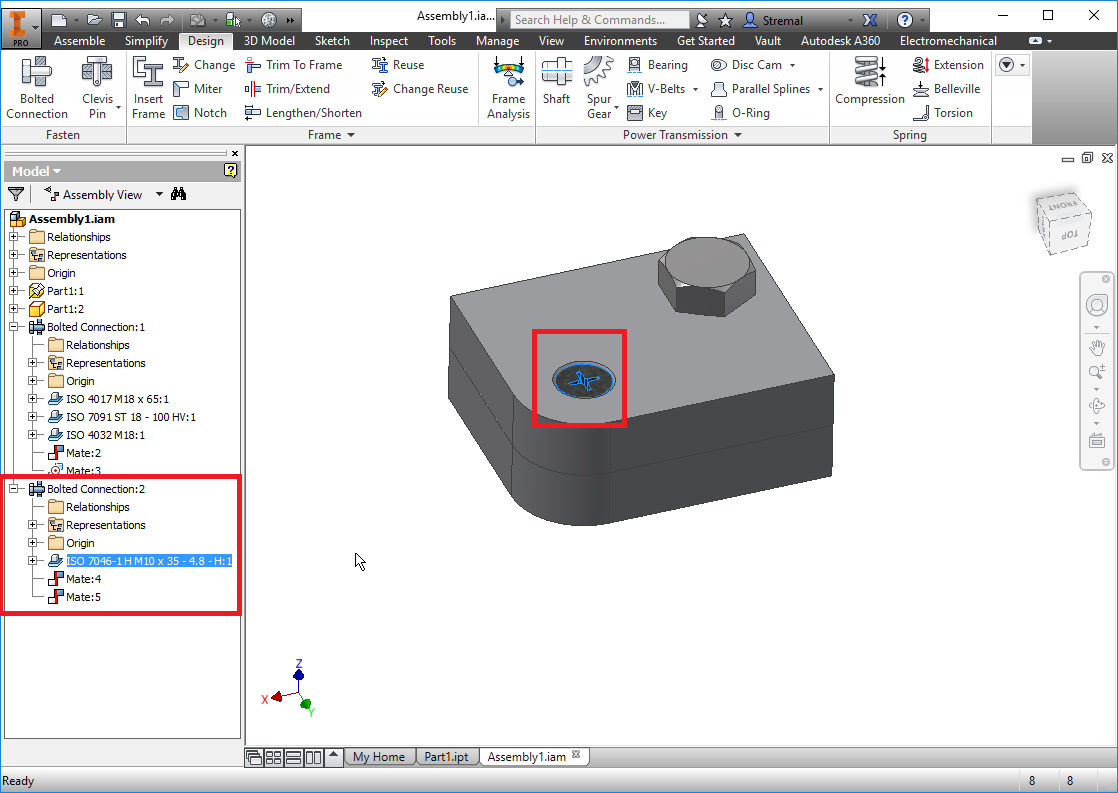 Assembly1.ia...
Search Help & Commands...
Stremal
PRO
Assemble Simplify Design 3D Model Sketch Inspect Tools Manage View Environments Get Started Vault Autodesk A360 Electromechanical
Bolted Connection
Clevis Pin
Insert Frame
Change
Miter
Notch
Trim To Frame
Trim/Extend
Lengthen/Shorten
Reuse
Change Reuse
Frame Analysis
Shaft
Spur Gear
Bearing
V-Belts
Key
Disc Cam
Parallel Splines
O-Ring
Compression
Extension
Belleville
Torsion
Fasten
Frame
Power Transmission
Spring
Model
Assembly View
Assembly1.iam
Relationships
Representations
Origin
Part1:1
Part1:2
Bolted Connection:1
Relationships
Representations
Origin
ISO 4017 M18 x 65:1
ISO 7091 ST 18 - 100 HV:1
ISO 4032 M18:1
Mate:2
Mate:3
Bolted Connection:2
Relationships
Representations
Origin
ISO 7046-1 H M10 x 35 - 4.8 - H:1
Mate:4
Mate:5
FRONT
TOP
Z
X
Y
My Home
Part1.ipt
Assembly1.iam
Ready
8 8